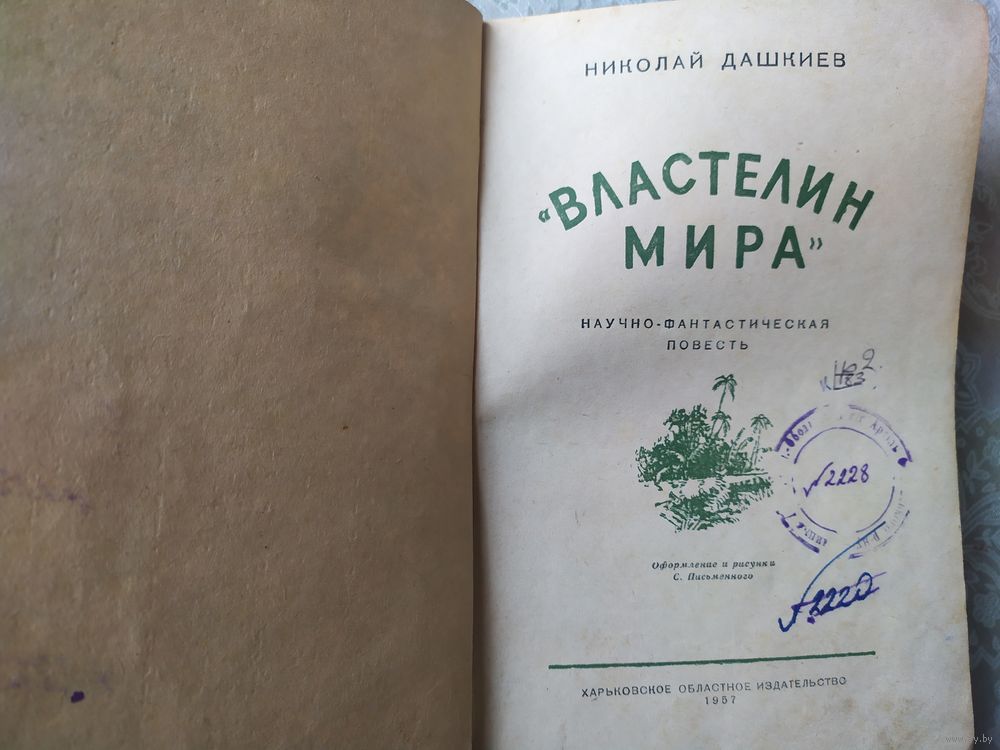 НИКОЛАЙ ДАШКИЕВ
„ВЛАСТЕЛИН
МИРА"
НАУЧНО-ФАНТАСТИЧЕСКАЯ
ПОВЕСТЬ
2228
Оформление и рисунки
С. Письменного
ХАРЬКОВСКОЕ ОБЛАСТНОЕ ИЗДАТЕЛЬСТВО
1957